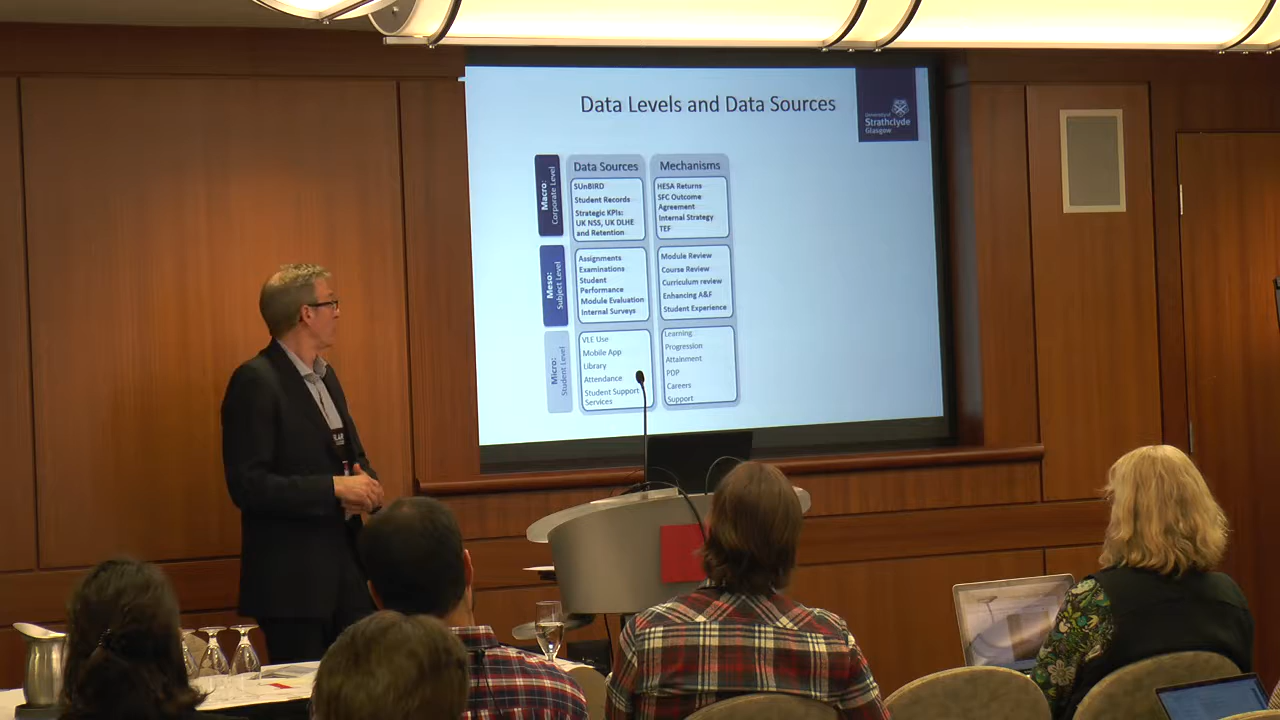 Data Levels and Data Sources
University of
Strathclyde
Glasgow
Data Sources
Mechanisms
Macro:
Corporate Level
SUnBIRD
Student Records
Strategic KPIs:
UK NSS, UK DLHE
and Retention
HESA Returns
SFC Outcome
Agreement
Internal Strategy
TEF
Meso:
Subject Level
Assignments
Examinations
Student
Performance
Module Evaluation
Internal Surveys
Module Review
Course Review
Curriculum review
Enhancing A&F
Student Experience
Micro:
Student Level
VLE Use
Mobile App
Library
Attendance
Student Support
Services
Learning
Progression
Attainment
PDP
Careers
Support